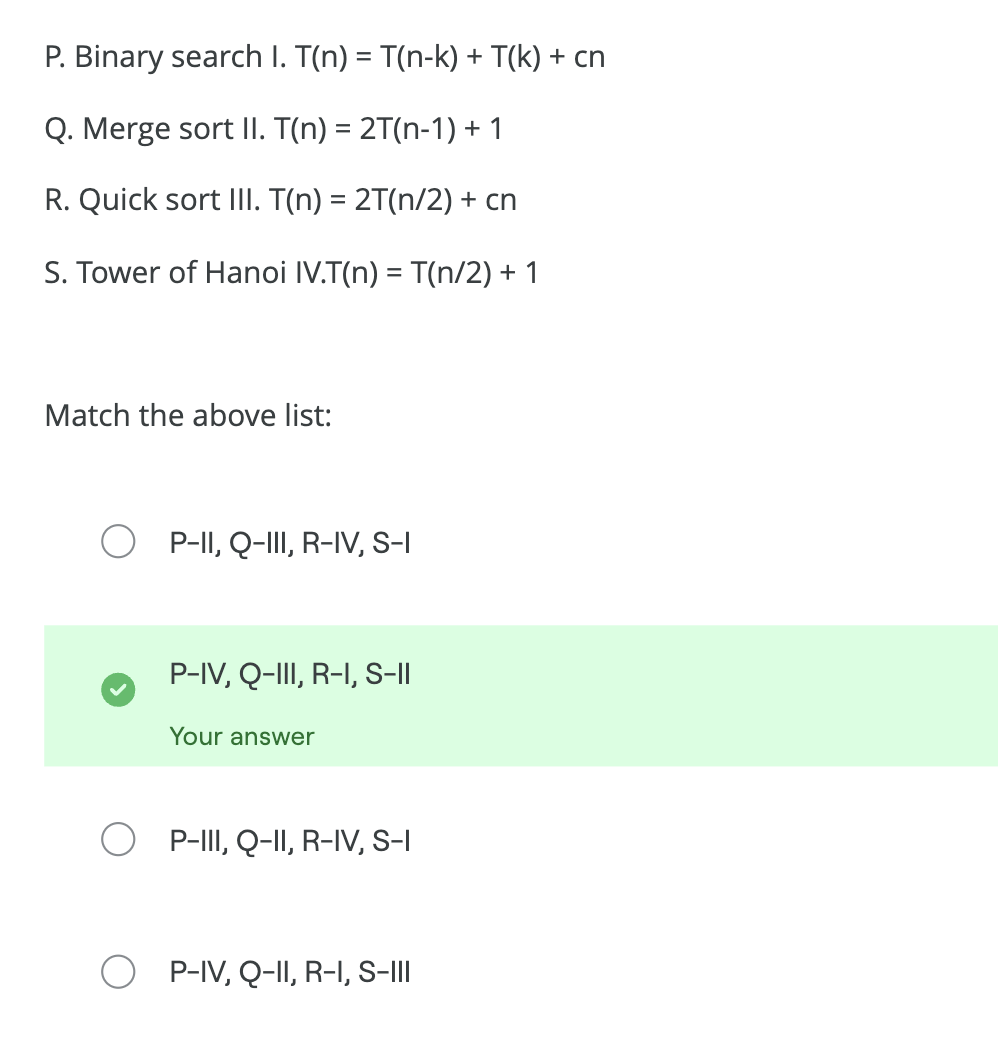 P. Binary search I. T(n) = T(n-k) + T(k) + cn
Q. Merge sort II. T(n) = 2T(n-1) + 1
R. Quick sort III. T(n) = 2T(n/2) + cn
S. Tower of Hanoi IV.T(n) = T(n/2) + 1
Match the above list:
P-II, Q-III, R-IV, S-I
P-IV, Q-III, R-I, S-II
Your answer
P-III, Q-II, R-IV, S-I
P-IV, Q-II, R-I, S-III